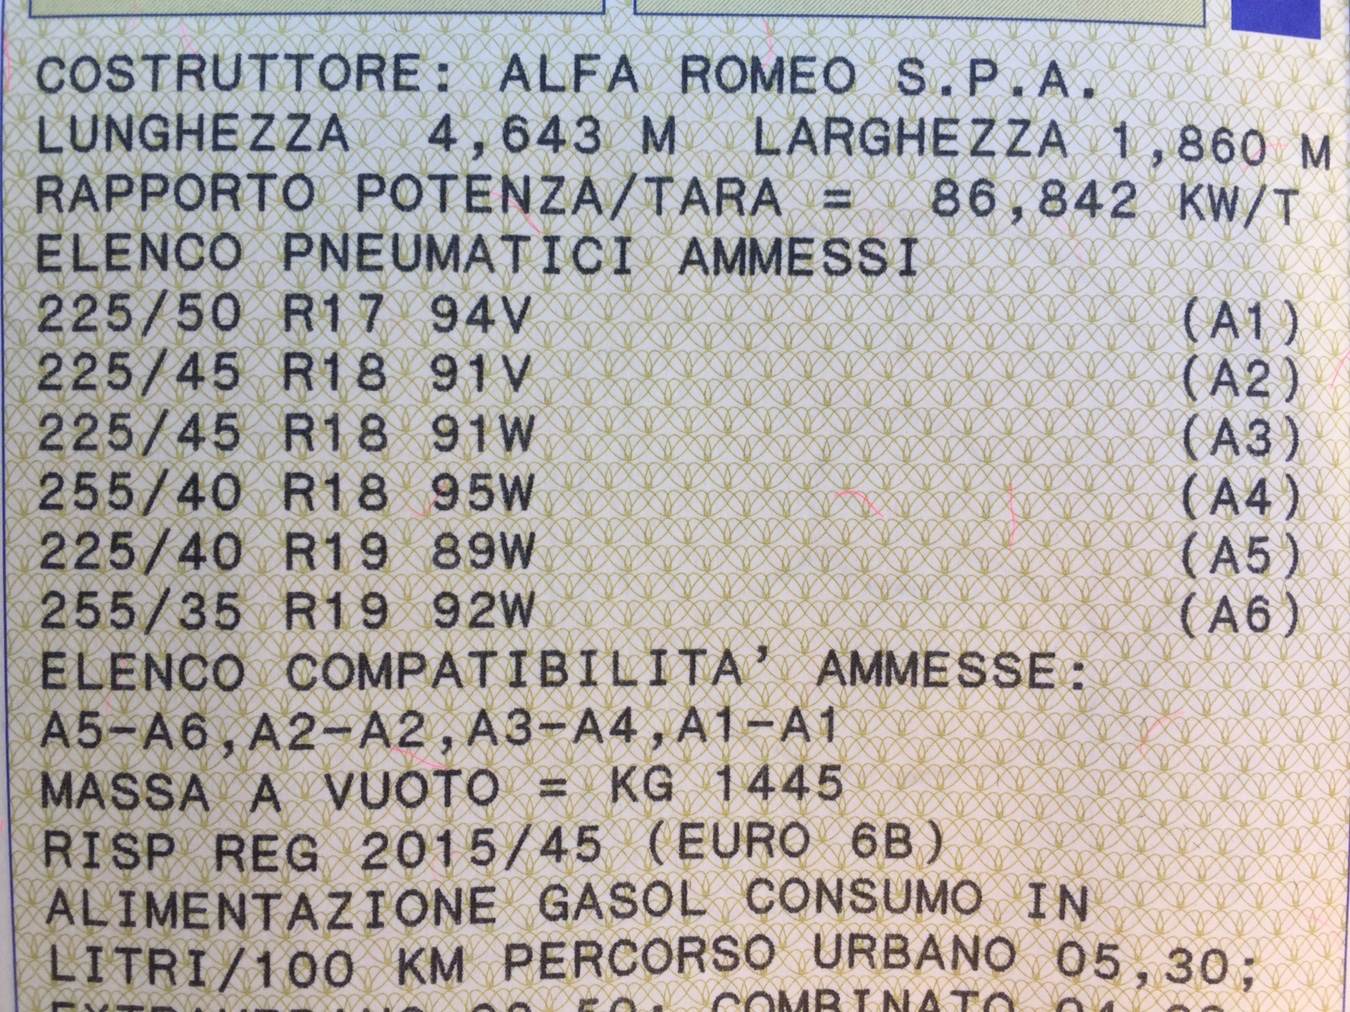 COSTRUTTORE: ALFA ROMEO S.P.A.
LUNGHEZZA 4,643 M LARGHEZZA 1,860 M
RAPPORTO POTENZA/TARA = 86,842 KW/T
ELENCO PNEUMATICI AMMESSI
225/50 R17 94V (A1)
225/45 R18 91V (A2)
225/45 R18 91W (A3)
255/40 R18 95W (A4)
225/40 R19 89W (A5)
255/35 R19 92W (A6)
ELENCO COMPATIBILITA' AMMESSE:
A5-A6,A2-A2,A3-A4,A1-A1
MASSA A VUOTO = KG 1445
RISP REG 2015/45 (EURO 6B)
ALIMENTAZIONE GASOL CONSUMO IN
LITRI/100 KM PERCORSO URBANO 05,30;
COMBINATO